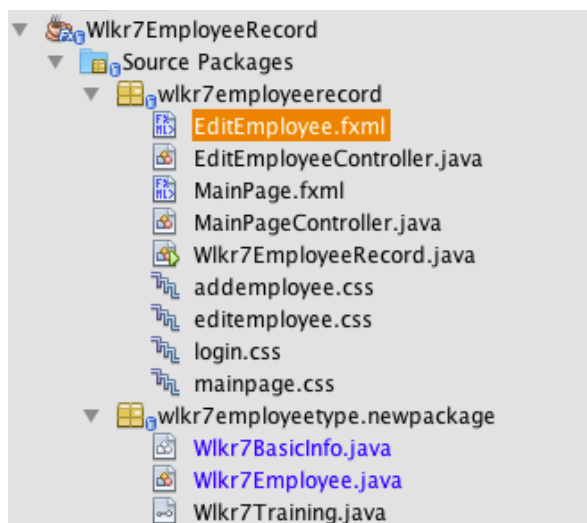 Wlkr7EmployeeRecord
Source Packages
wlkr7employeerecord
EditEmployee.fxml
EditEmployeeController.java
MainPage.fxml
MainPageController.java
Wlkr7EmployeeRecord.java
addemployee.css
editemployee.css
login.css
mainpage.css
wlkr7employeetype.newpackage
Wlkr7BasicInfo.java
Wlkr7Employee.java
Wlkr7Training.java